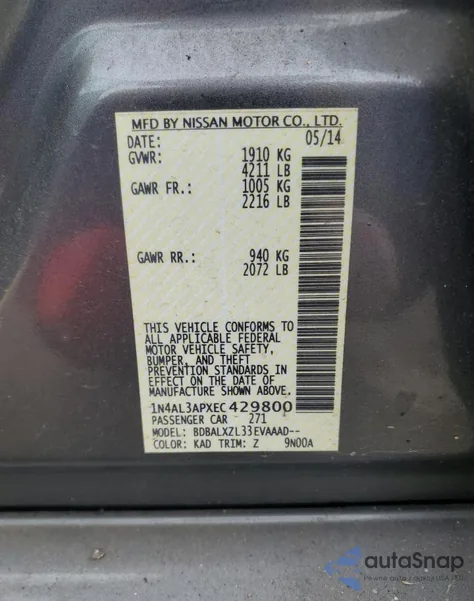 MFD BY NISSAN MOTOR CO., LTD.
DATE: 05/14
GVWR: 1910 KG
4211 LB
GAWR FR.: 1005 KG
2216 LB
GAWR RR.: 940 KG
2072 LB
THIS VEHICLE CONFORMS TO
ALL APPLICABLE FEDERAL
MOTOR VEHICLE SAFETY,
BUMPER, AND THEFT
PREVENTION STANDARDS IN
EFFECT ON THE DATE OF
MANUFACTURE SHOWN ABOVE.
1N4AL3APXEC429800
PASSENGER CAR 271
MODEL: BDBALXZL33EVAAAD--
COLOR: KAD TRIM: Z 9N00A
autoSnap